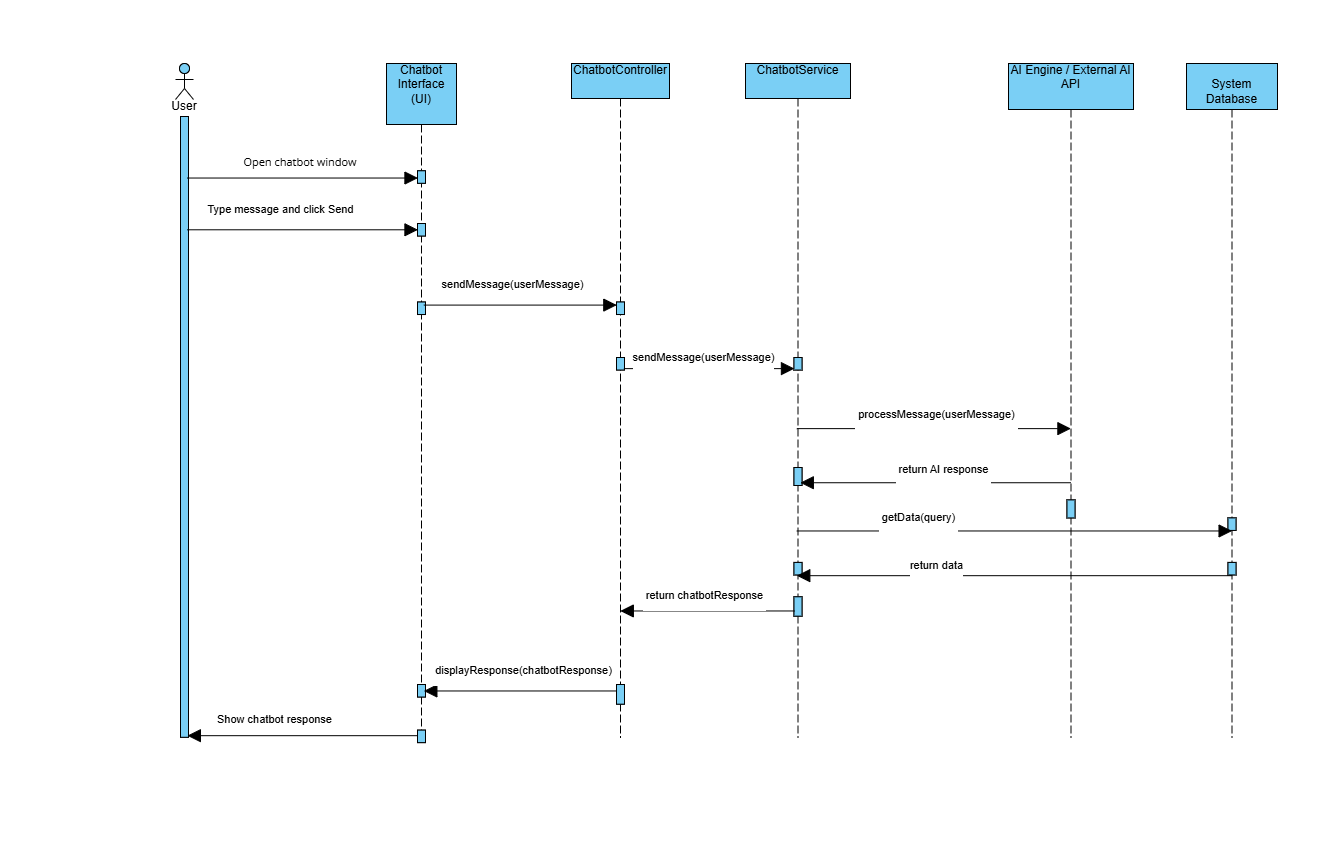 User
Chatbot
Interface
(UI)
ChatbotController
ChatbotService
AI Engine / External AI
API
System
Database
Open chatbot window
Type message and click Send
sendMessage(userMessage)
sendMessage(userMessage)
processMessage(userMessage)
return AI response
getData(query)
return data
return chatbotResponse
displayResponse(chatbotResponse)
Show chatbot response